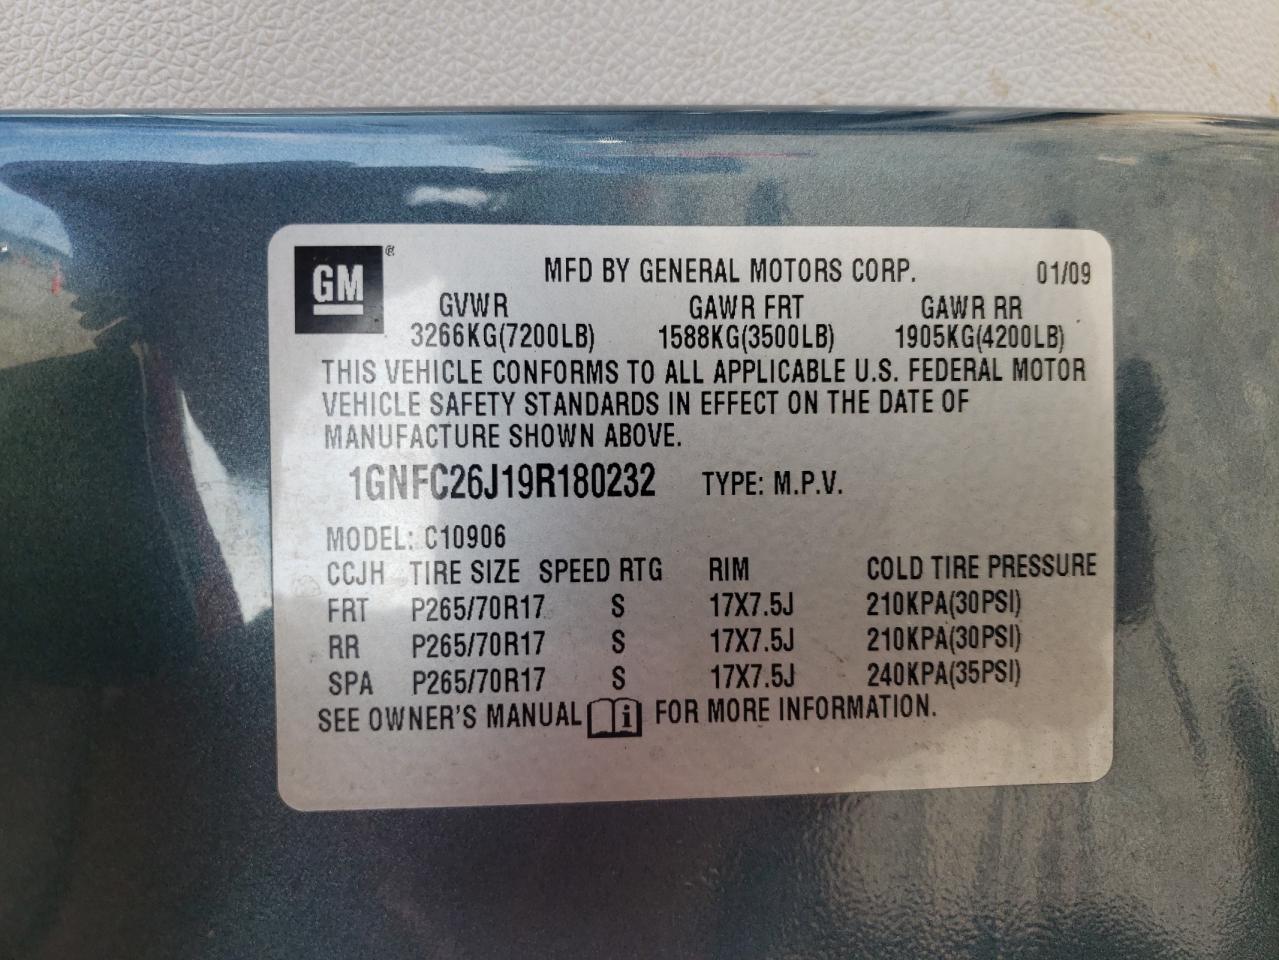 GM ® MFD BY GENERAL MOTORS CORP. 01/09
GVWR GAWR FRT GAWR RR
3266KG(7200LB) 1588KG(3500LB) 1905KG(4200LB)
THIS VEHICLE CONFORMS TO ALL APPLICABLE U.S. FEDERAL MOTOR
VEHICLE SAFETY STANDARDS IN EFFECT ON THE DATE OF
MANUFACTURE SHOWN ABOVE.
1GNFC26J19R180232 TYPE: M.P.V.
MODEL: C10906
CCJH TIRE SIZE SPEED RTG RIM COLD TIRE PRESSURE
FRT P265/70R17 S 17X7.5J 210KPA(30PSI)
RR P265/70R17 S 17X7.5J 210KPA(30PSI)
SPA P265/70R17 S 17X7.5J 240KPA(35PSI)
SEE OWNER'S MANUAL i FOR MORE INFORMATION.